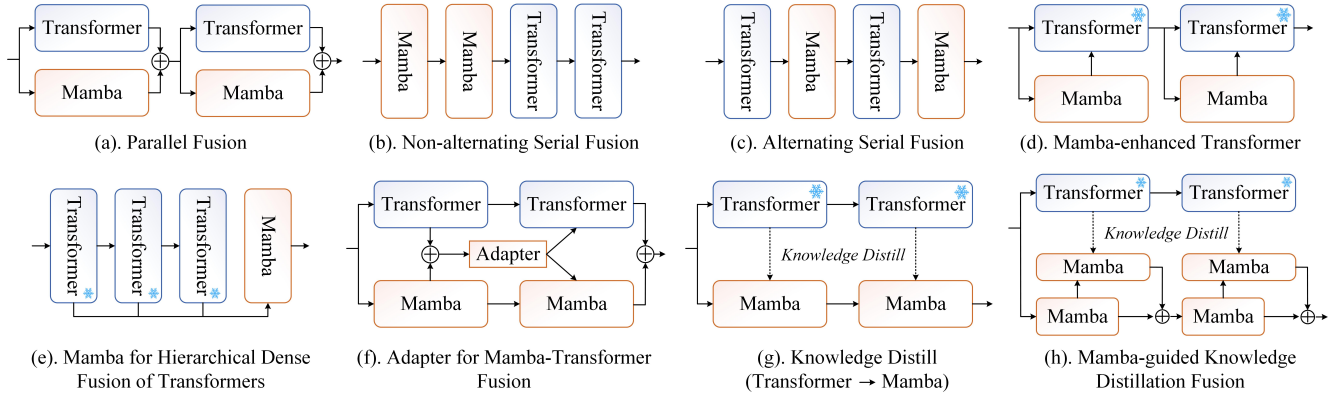 Transformer
Transformer
Mamba
Mamba
(a). Parallel Fusion
Mamba
Mamba
Transformer
Transformer
(b). Non-alternating Serial Fusion
Transformer
Mamba
Transformer
Mamba
(c). Alternating Serial Fusion
Transformer
Transformer
Mamba
Mamba
(d). Mamba-enhanced Transformer
Transformer
Transformer
Transformer
Mamba
(e). Mamba for Hierarchical Dense
Fusion of Transformers
Transformer
Transformer
Adapter
Mamba
Mamba
(f). Adapter for Mamba-Transformer
Fusion
Transformer
Transformer
Knowledge Distill
Mamba
Mamba
(g). Knowledge Distill
(Transformer → Mamba)
Transformer
Transformer
Knowledge Distill
Mamba
Mamba
Mamba
Mamba
(h). Mamba-guided Knowledge
Distillation Fusion